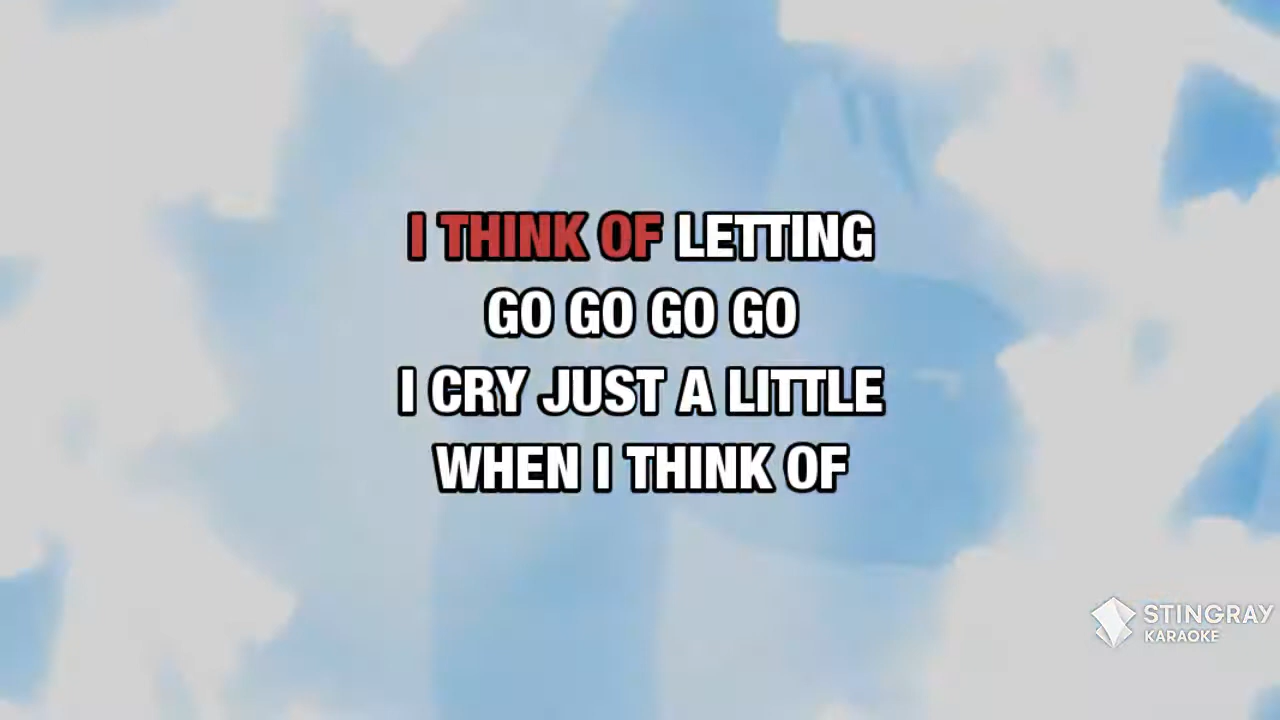 I THINK OF LETTING
GO GO GO GO
I CRY JUST A LITTLE
WHEN I THINK OF
STINGRAY
KARAOKE